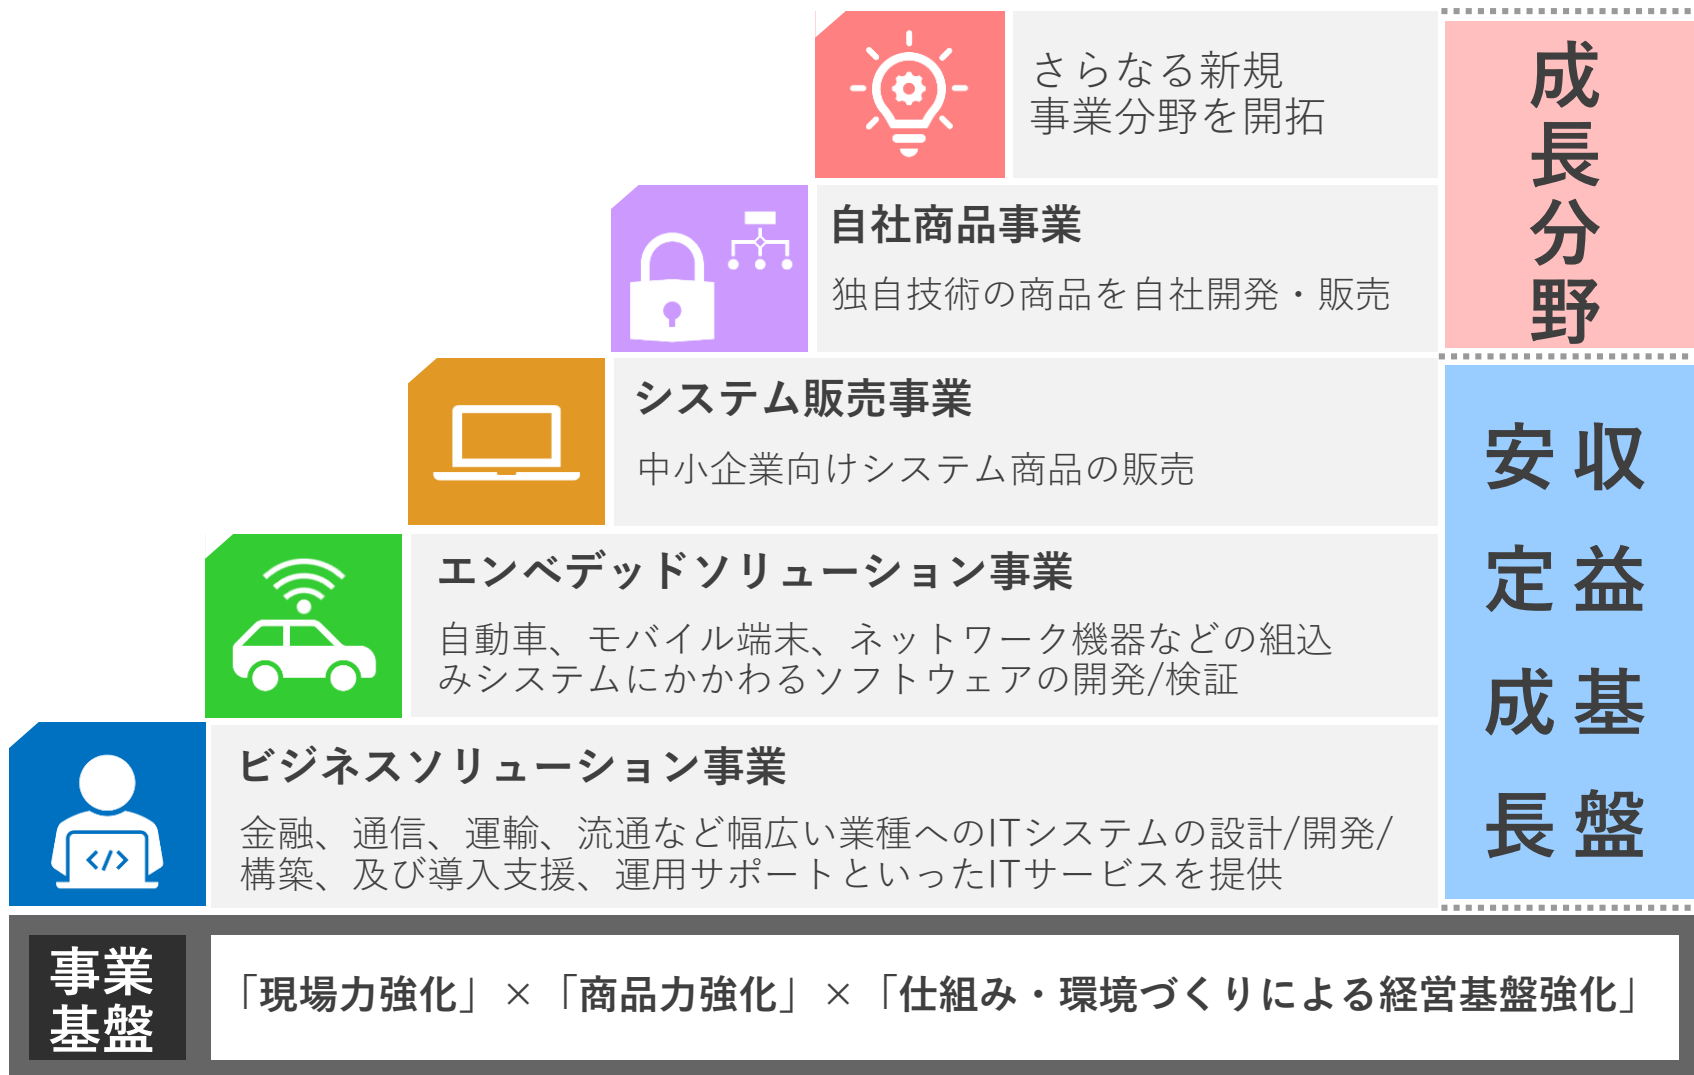 さらなる新規
事業分野を開拓
成長分野
自社商品事業
独自技術の商品を自社開発・販売
システム販売事業
中小企業向けシステム商品の販売
収益基盤
安定成長
エンベデッドソリューション事業
自動車、モバイル端末、ネットワーク機器などの組込
みシステムにかかわるソフトウェアの開発/検証
ビジネスソリューション事業
金融、通信、運輸、流通など幅広い業種へのITシステムの設計/開発/
構築、及び導入支援、運用サポートといったITサービスを提供
</>
事業
基盤
「現場力強化」×「商品力強化」×「仕組み・環境づくりによる経営基盤強化」